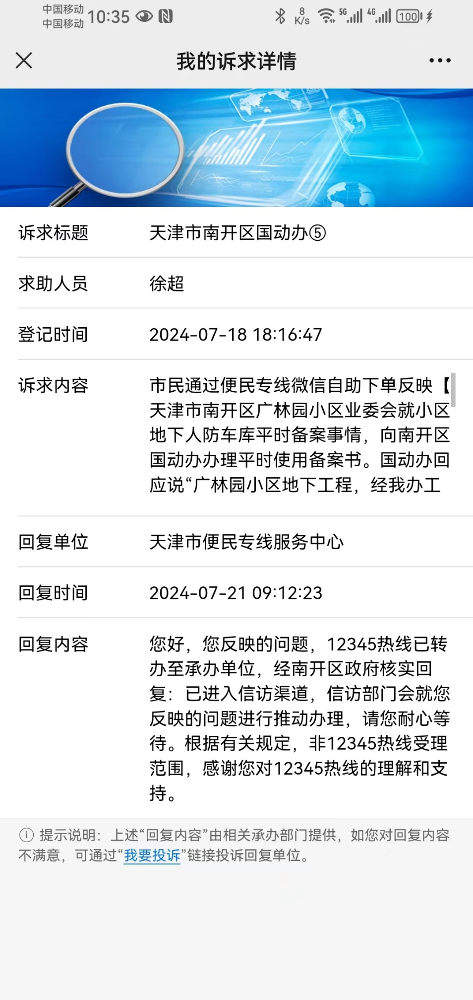 中国移动
中国移动
10:35
8
K/s
5G
4G
100
我的诉求详情
诉求标题 天津市南开区国动办⑤
求助人员 徐超
登记时间 2024-07-18 18:16:47
诉求内容 市民通过便民专线微信自助下单反映【
天津市南开区广林园小区业委会就小区
地下人防车库平时备案事情，向南开区
国动办办理平时使用备案书。国动办回
应说“广林园小区地下工程，经我办工
回复单位 天津市便民专线服务中心
回复时间 2024-07-21 09:12:23
回复内容 您好，您反映的问题，12345热线已转
办至承办单位，经南开区政府核实回
复：已进入信访渠道，信访部门会就您
反映的问题进行推动办理，请您耐心等
待。根据有关规定，非12345热线受理
范围，感谢您对12345热线的理解和支
持。
提示说明：上述“回复内容”由相关承办部门提供，如您对回复内容
不满意，可通过“我要投诉”链接投诉回复单位。